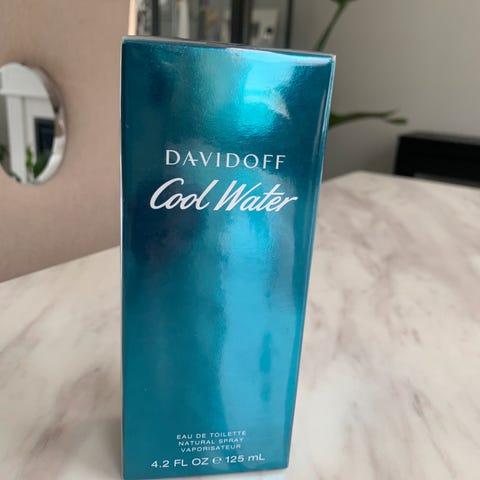 DAVIDOFF
Cool Water
EAU DE TOILETTE
NATURAL SPRAY
VAPORISATEUR
4.2 FL OZ ℮ 125 mL